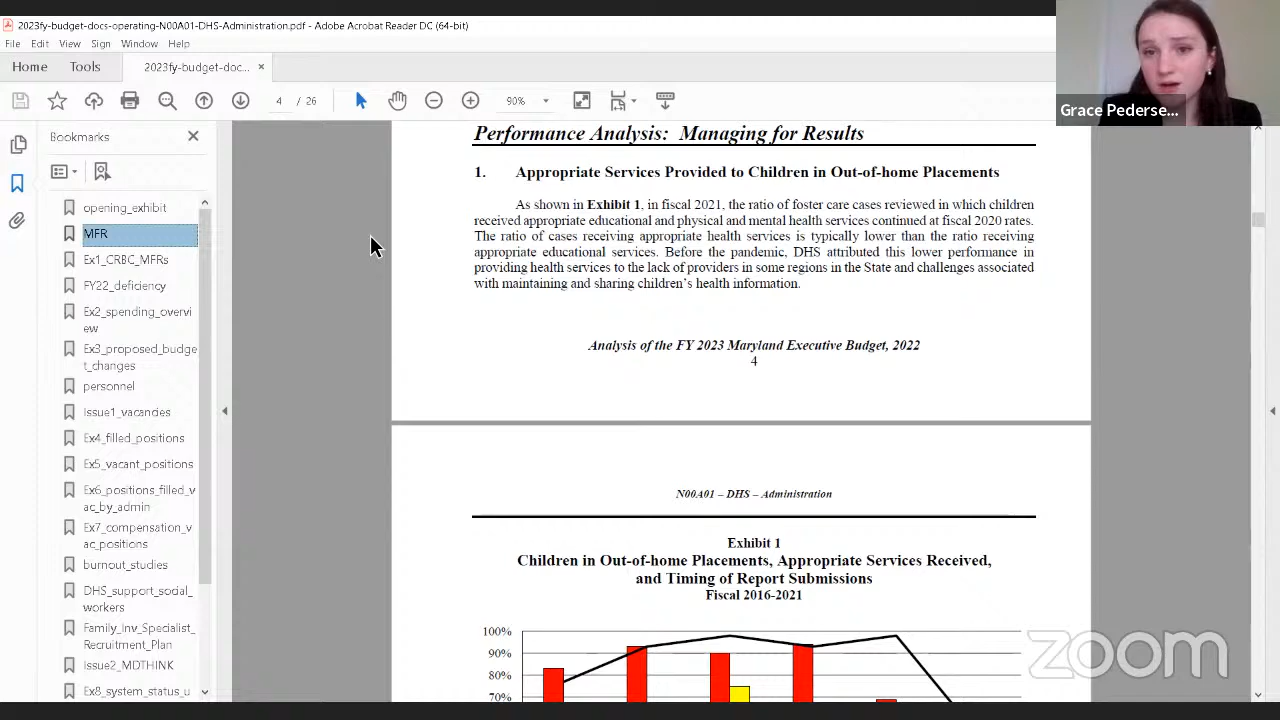 2023fy-budget-docs-operating-N00A01-DHS-Administration.pdf - Adobe Acrobat Reader DC (64-bit)
File Edit View Sign Window Help
Home Tools 2023fy-budget-doc... ×
4 / 26 90%
Grace Paderse...
Bookmarks
opening_exhibit
MFR
Ex1_CRBC_MFRs
FY22_deficiency
Ex2_spending_overvi
ew
Ex3_proposed_budge
t_changes
personnel
Issue1_vacancies
Ex4_filled_positions
Ex5_vacant_positions
Ex6_positions_filled_v
ac_by_admin
Ex7_compensation_v
ac_positions
burnout_studies
DHS_support_social_
workers
Family_Inv_Specialist_
Recruitment_Plan
Issue2_MDTHINK
Ex8_system_status_u
Performance Analysis: Managing for Results
1. Appropriate Services Provided to Children in Out-of-home Placements
As shown in Exhibit 1, in fiscal 2021, the ratio of foster care cases reviewed in which children
received appropriate educational and physical and mental health services continued at fiscal 2020 rates.
The ratio of cases receiving appropriate health services is typically lower than the ratio receiving
appropriate educational services. Before the pandemic, DHS attributed this lower performance in
providing health services to the lack of providers in some regions in the State and challenges associated
with maintaining and sharing children's health information.
Analysis of the FY 2023 Maryland Executive Budget, 2022
4
N00A01 – DHS – Administration
Exhibit 1
Children in Out-of-home Placements, Appropriate Services Received,
and Timing of Report Submissions
Fiscal 2016-2021
100%
90%
80%
70%
zoom